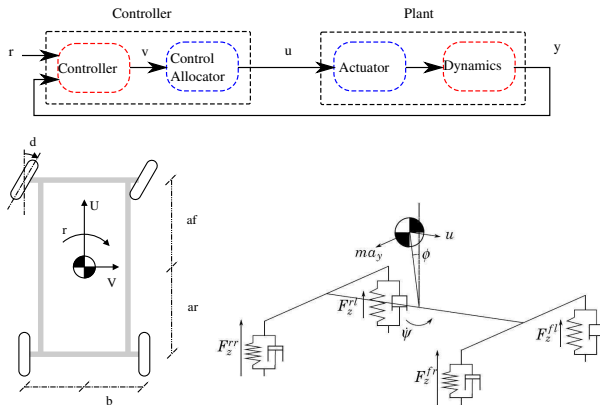 Controller
Plant
r
v
u
y
Controller
Control
Allocator
Actuator
Dynamics
d
U
r
V
af
ar
b
u
ma_y
ϕ
F_z^{rl}
ψ̇
F_z^{rr}
F_z^{fl}
F_z^{fr}